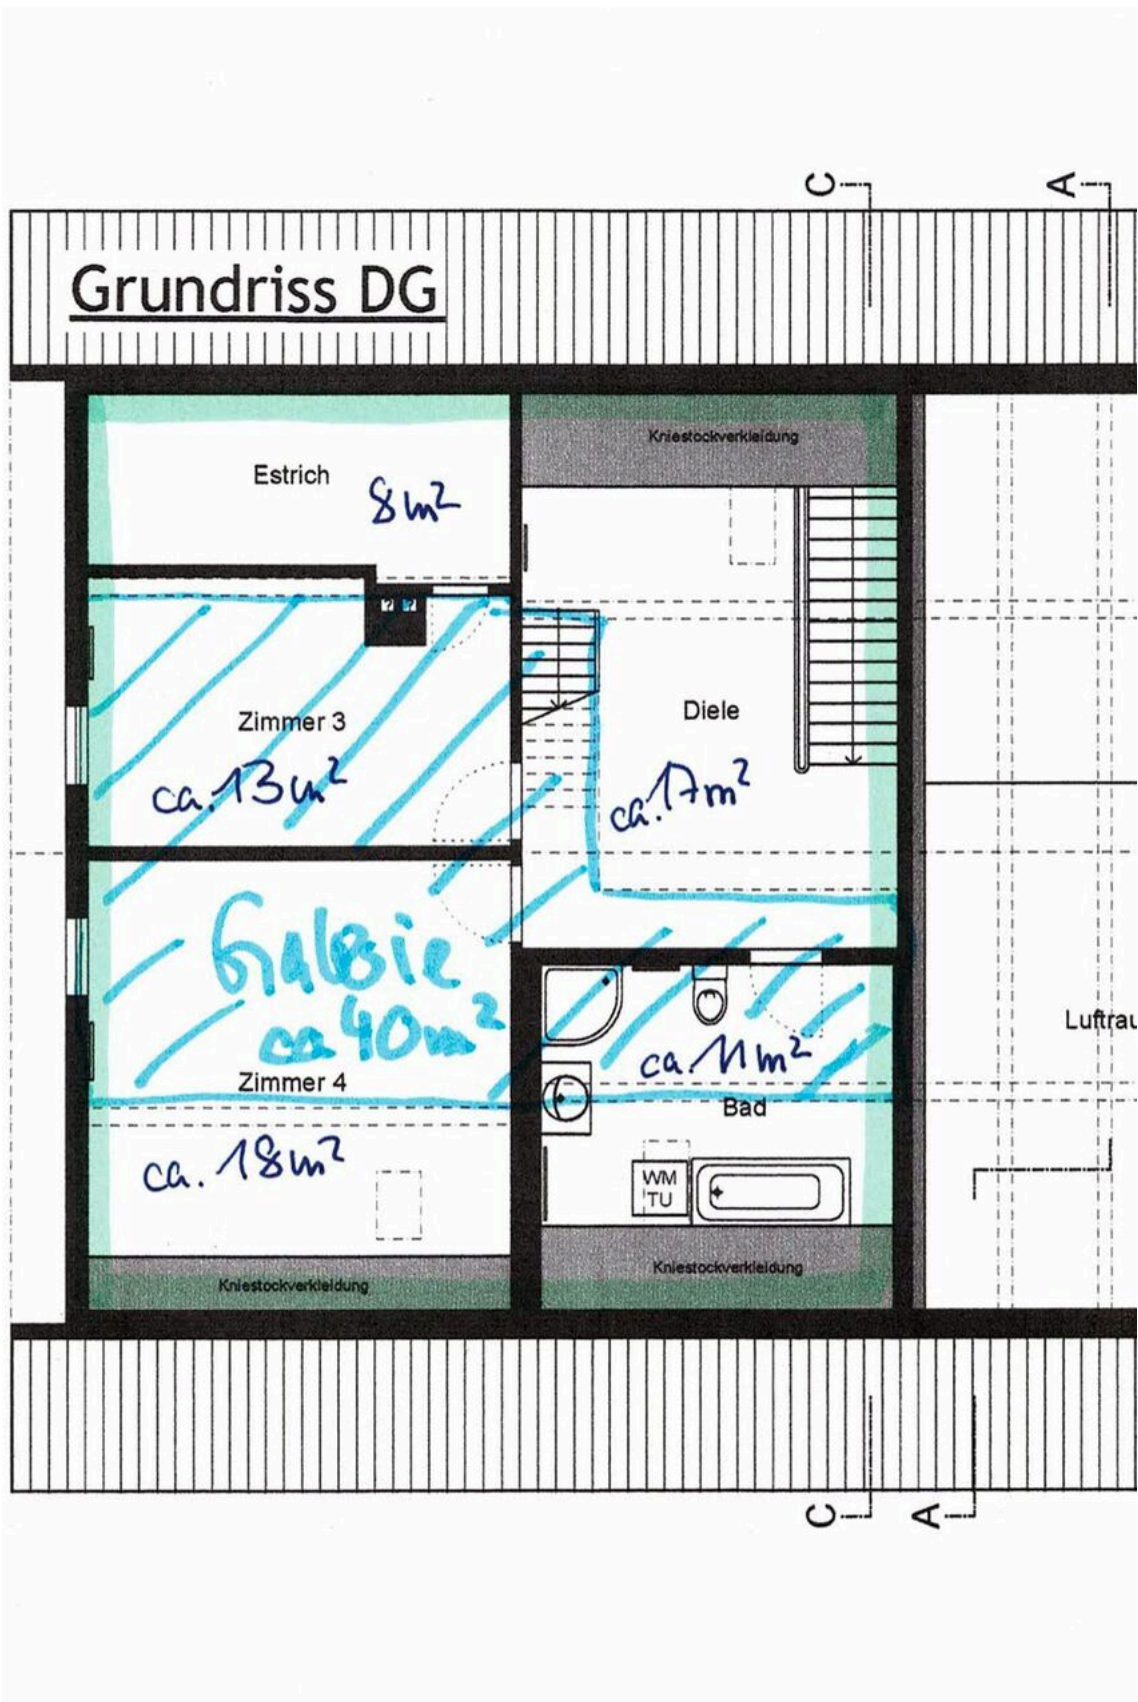 C
A
Grundriss DG
Kniestockverkleidung
Estrich
8m²
Zimmer 3
ca. 13m²
Diele
ca. 17m²
Galerie
ca 40m²
Zimmer 4
ca. 18m²
ca. 11m²
Bad
WM
TU
Luftrau
Kniestockverkleidung
Kniestockverkleidung
C
A